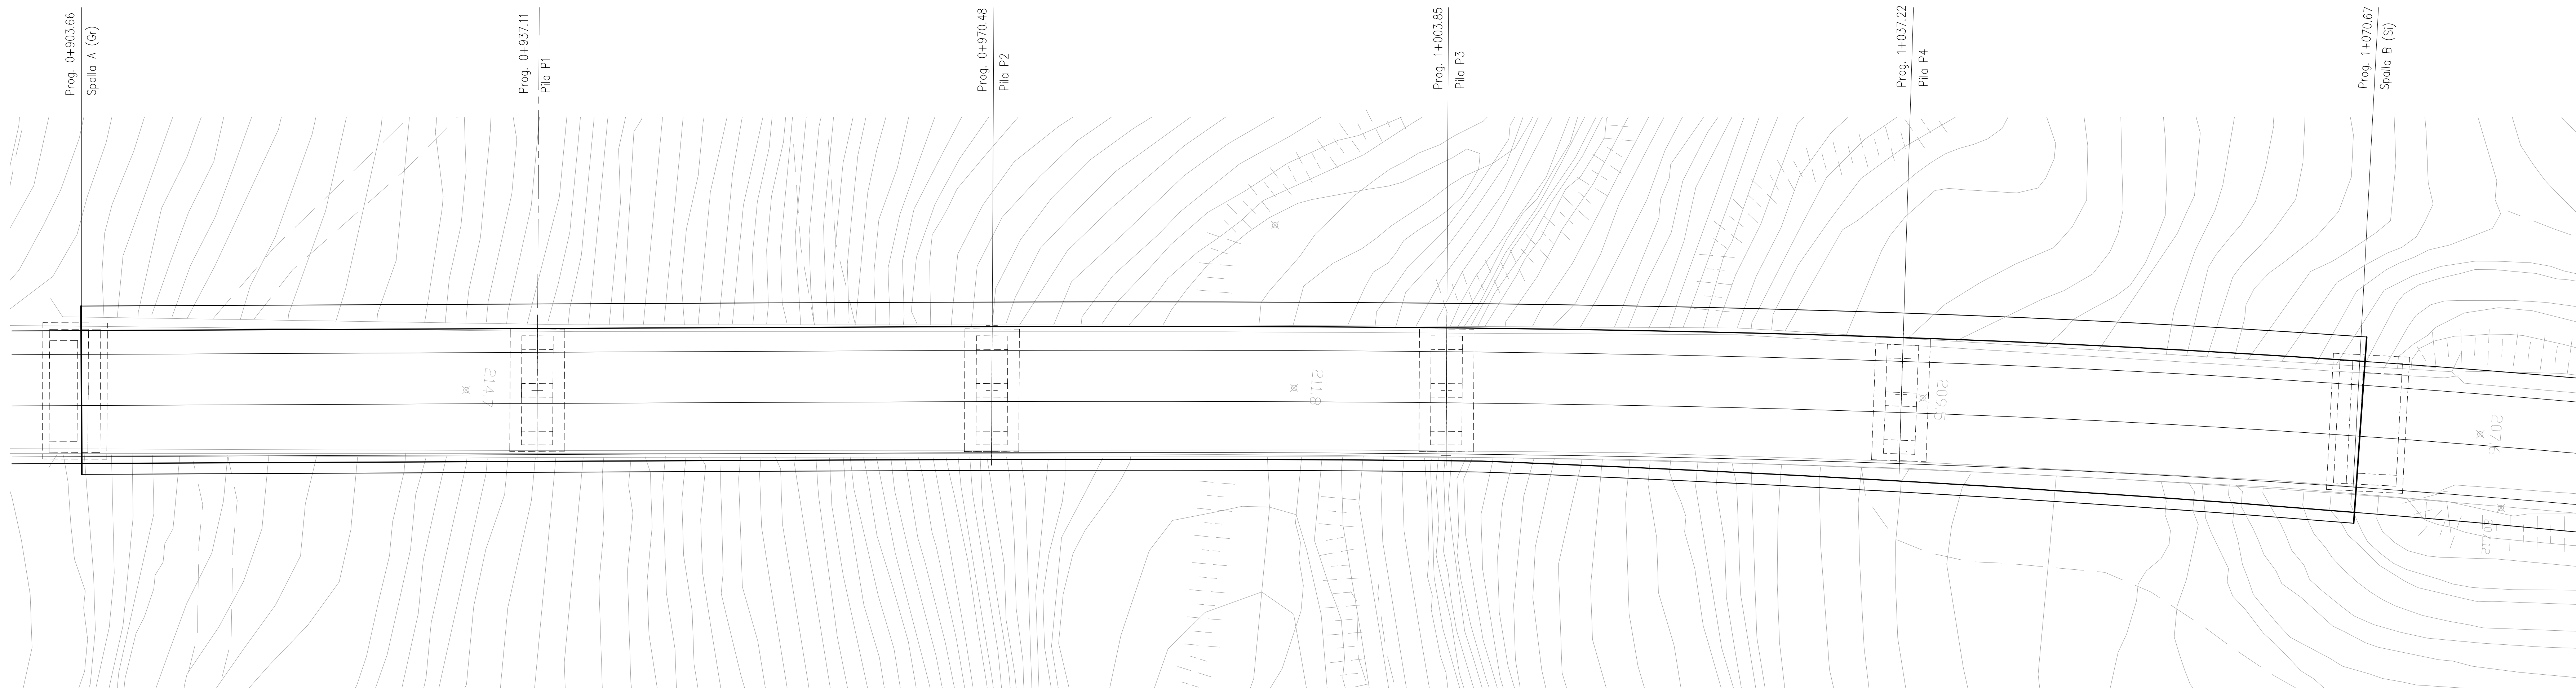 Prog. 0+903.66
Spalla A (Gr)
Prog. 0+937.11
Pila P1
Prog. 0+970.48
Pila P2
Prog. 1+003.85
Pila P3
Prog. 1+037.22
Pila P4
Prog. 1+070.67
Spalla B (Si)
214.7
211.8
209.5
207.6
207.2